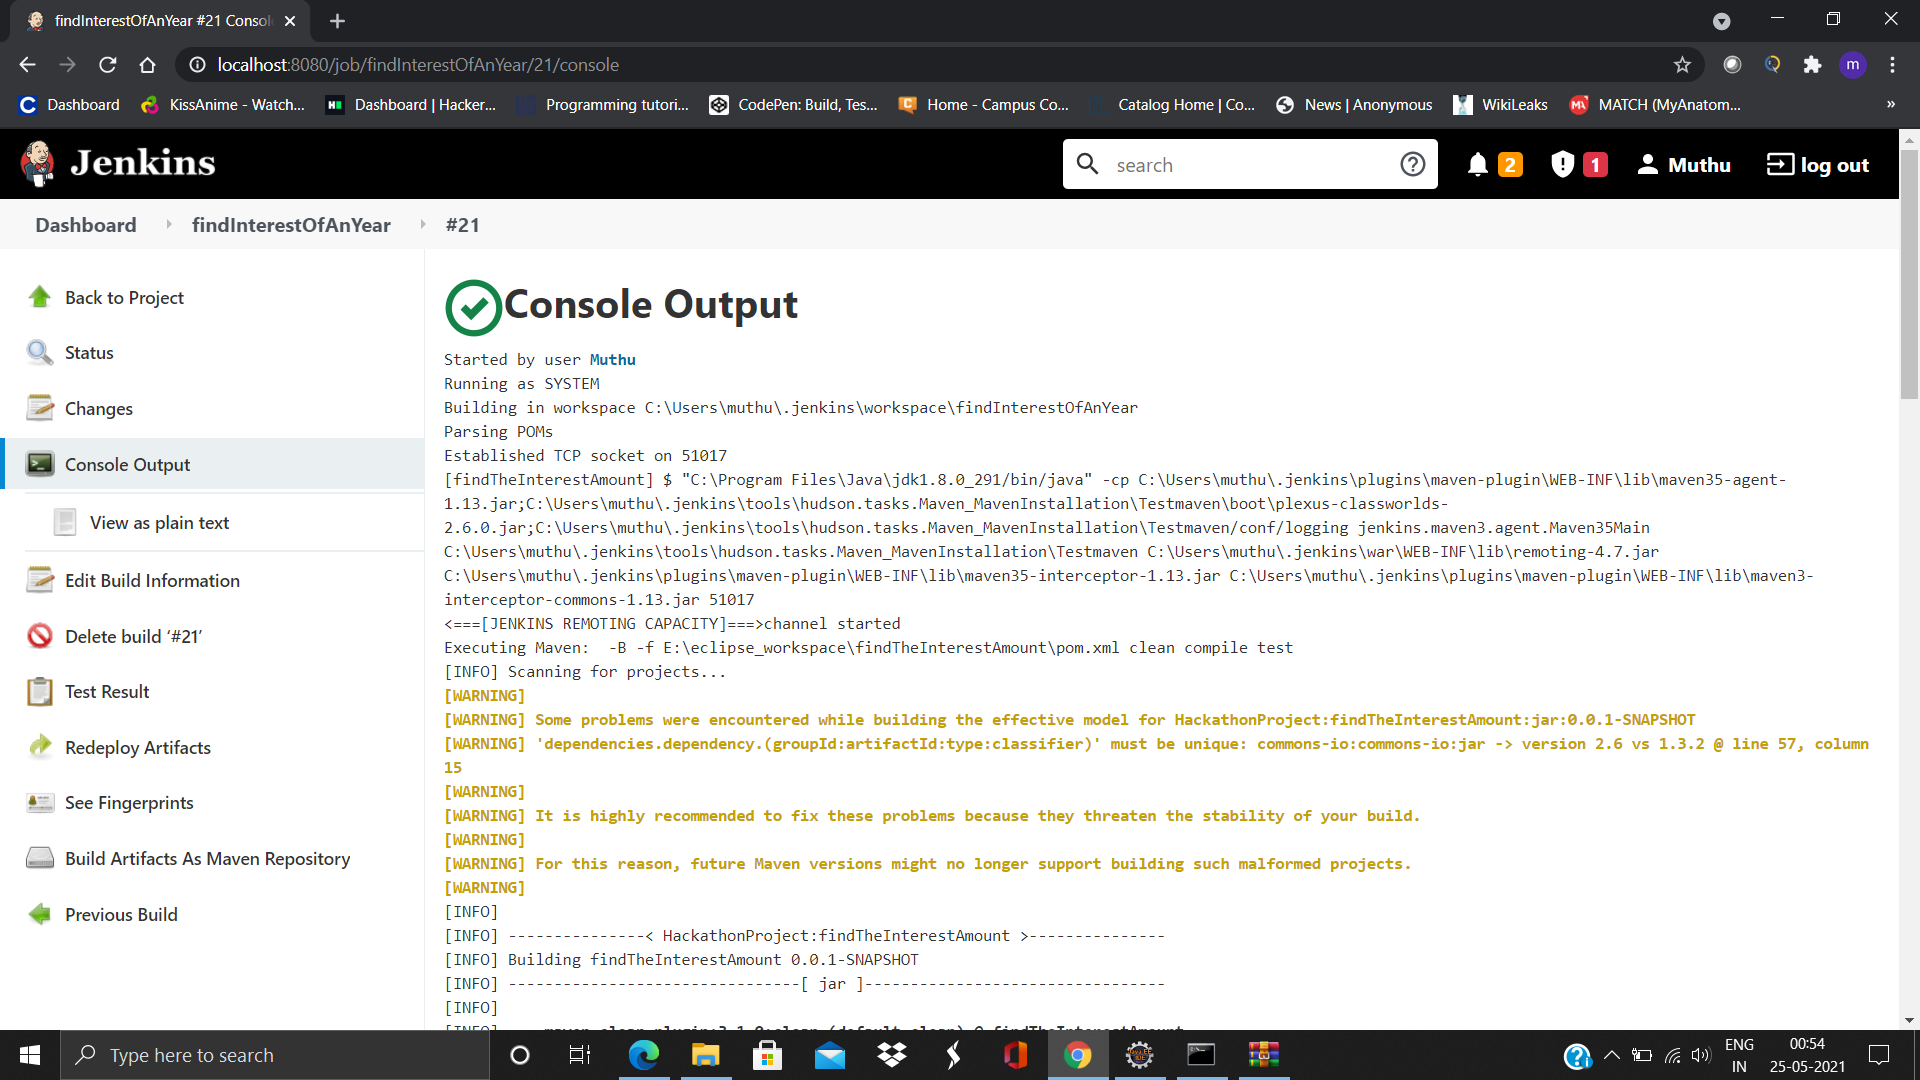 findInterestOfAnYear #21 Consol
localhost:8080/job/findInterestOfAnYear/21/console
m
Dashboard
KissAnime - Watch...
Dashboard | Hacker...
Programming tutori...
CodePen: Build, Tes...
Home - Campus Co...
Catalog Home | Co...
News | Anonymous
WikiLeaks
MATCH (MyAnatom...
»
Jenkins
search
2
1
Muthu
log out
Dashboard
findInterestOfAnYear
#21
Back to Project
Status
Changes
Console Output
View as plain text
Edit Build Information
Delete build ‘#21’
Test Result
Redeploy Artifacts
See Fingerprints
Build Artifacts As Maven Repository
Previous Build
Console Output
Started by user Muthu
Running as SYSTEM
Building in workspace C:\Users\muthu\.jenkins\workspace\findInterestOfAnYear
Parsing POMs
Established TCP socket on 51017
[findTheInterestAmount] $ "C:\Program Files\Java\jdk1.8.0_291/bin/java" -cp C:\Users\muthu\.jenkins\plugins\maven-plugin\WEB-INF\lib\maven35-agent-
1.13.jar;C:\Users\muthu\.jenkins\tools\hudson.tasks.Maven_MavenInstallation\Testmaven\boot\plexus-classworlds-
2.6.0.jar;C:\Users\muthu\.jenkins\tools\hudson.tasks.Maven_MavenInstallation\Testmaven/conf/logging jenkins.maven3.agent.Maven35Main
C:\Users\muthu\.jenkins\tools\hudson.tasks.Maven_MavenInstallation\Testmaven C:\Users\muthu\.jenkins\war\WEB-INF\lib\remoting-4.7.jar
C:\Users\muthu\.jenkins\plugins\maven-plugin\WEB-INF\lib\maven35-interceptor-1.13.jar C:\Users\muthu\.jenkins\plugins\maven-plugin\WEB-INF\lib\maven3-
interceptor-commons-1.13.jar 51017
<===[JENKINS REMOTING CAPACITY]===>channel started
Executing Maven:  -B -f E:\eclipse_workspace\findTheInterestAmount\pom.xml clean compile test
[INFO] Scanning for projects...
[WARNING]
[WARNING] Some problems were encountered while building the effective model for HackathonProject:findTheInterestAmount:jar:0.0.1-SNAPSHOT
[WARNING] 'dependencies.dependency.(groupId:artifactId:type:classifier)' must be unique: commons-io:commons-io:jar -> version 2.6 vs 1.3.2 @ line 57, column
15
[WARNING]
[WARNING] It is highly recommended to fix these problems because they threaten the stability of your build.
[WARNING]
[WARNING] For this reason, future Maven versions might no longer support building such malformed projects.
[WARNING]
[INFO]
[INFO] ---------------< HackathonProject:findTheInterestAmount >---------------
[INFO] Building findTheInterestAmount 0.0.1-SNAPSHOT
[INFO] --------------------------------[ jar ]---------------------------------
[INFO]
[INFO] --- maven-clean-plugin:3.1.0:clean (default-clean) @ findTheInterestAmount
Type here to search
ENG
IN
00:54
25-05-2021